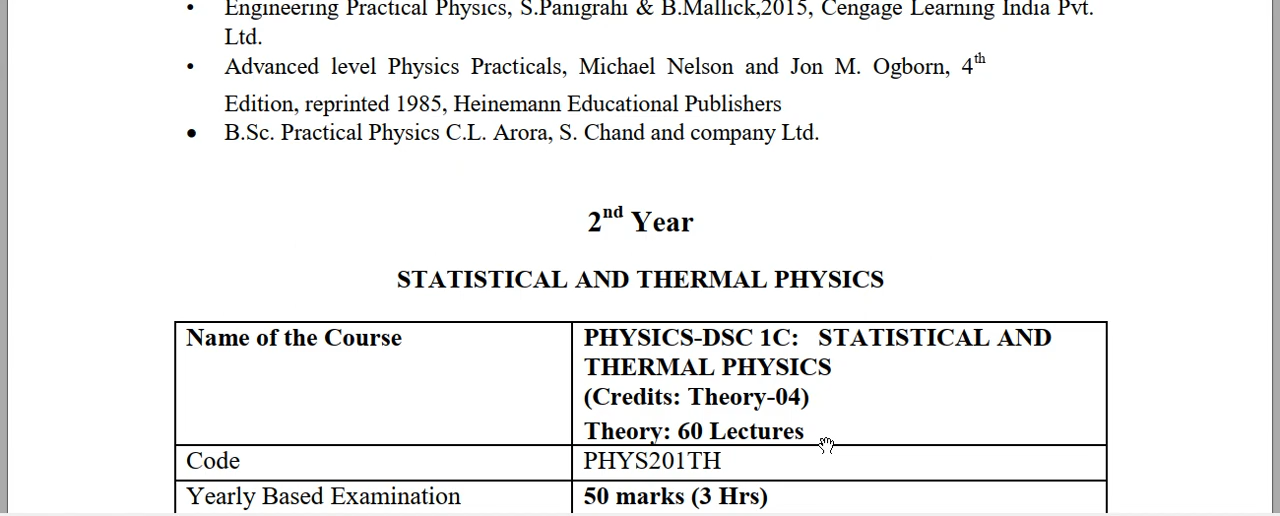 • Engineering Practical Physics, S.Panigrahi & B.Mallick,2015, Cengage Learning India Pvt.
Ltd.
• Advanced level Physics Practicals, Michael Nelson and Jon M. Ogborn, 4th
Edition, reprinted 1985, Heinemann Educational Publishers
• B.Sc. Practical Physics C.L. Arora, S. Chand and company Ltd.
2nd Year
STATISTICAL AND THERMAL PHYSICS
Name of the Course PHYSICS-DSC 1C: STATISTICAL AND
THERMAL PHYSICS
(Credits: Theory-04)
Theory: 60 Lectures
Code PHYS201TH
Yearly Based Examination 50 marks (3 Hrs)